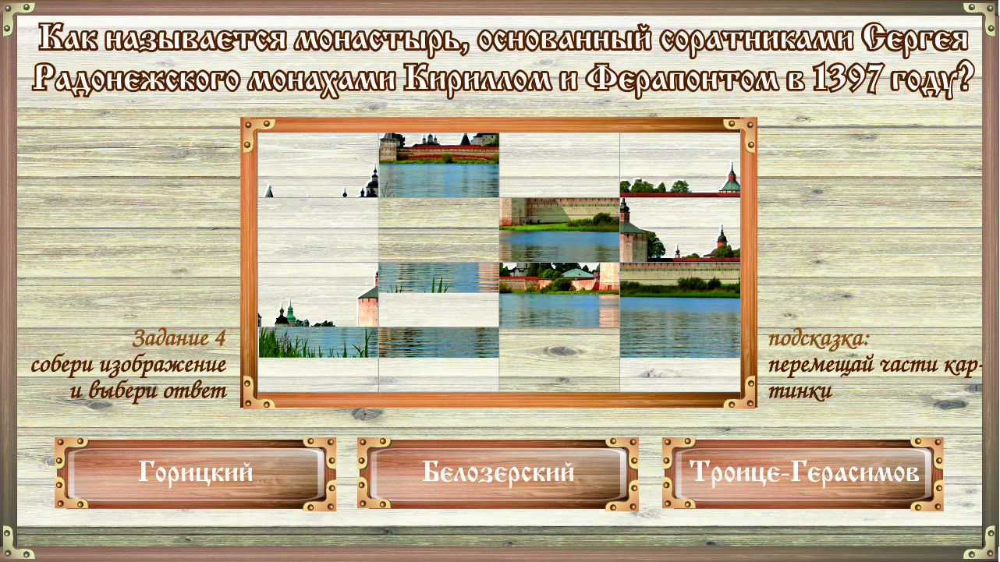 Как называется монастырь, основанный соратниками Сергея
Радонежского монахами Кириллом и Ферапонтом в 1397 году?
Задание 4
собери изображение
и выбери ответ
подсказка:
перемещай части кар-
тинки
Горицкий
Белозерский
Троице-Герасимов